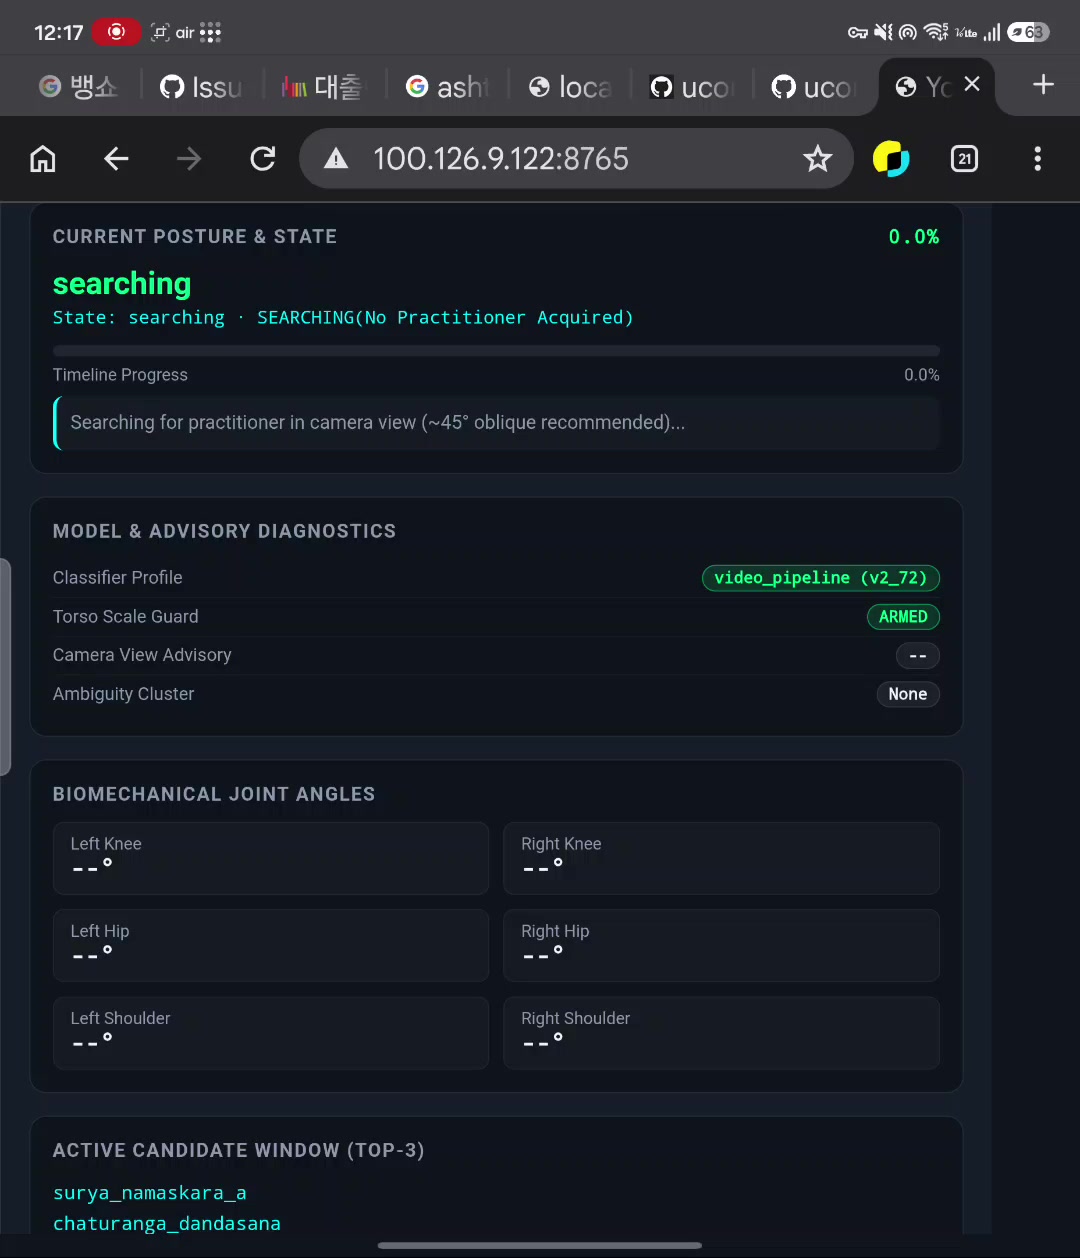 12:17 air 63
뱅쇼 Issu 대출 asht loca uco uco Yo
100.126.9.122:8765 21
CURRENT POSTURE & STATE 0.0%
searching
State: searching · SEARCHING(No Practitioner Acquired)
Timeline Progress 0.0%
Searching for practitioner in camera view (~45° oblique recommended)...
MODEL & ADVISORY DIAGNOSTICS
Classifier Profile video_pipeline (v2_72)
Torso Scale Guard ARMED
Camera View Advisory --
Ambiguity Cluster None
BIOMECHANICAL JOINT ANGLES
Left Knee Right Knee
--° --°
Left Hip Right Hip
--° --°
Left Shoulder Right Shoulder
--° --°
ACTIVE CANDIDATE WINDOW (TOP-3)
surya_namaskara_a
chaturanga_dandasana